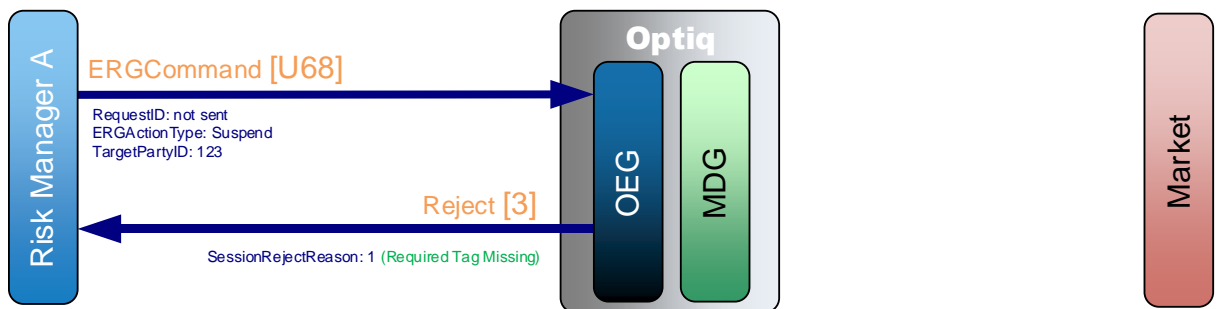 Risk Manager A
ERGCommand [U68]
RequestID: not sent
ERGActionType: Suspend
TargetPartyID: 123
Reject [3]
SessionRejectReason: 1 (Required Tag Missing)
Optiq
OEG
MDG
Market